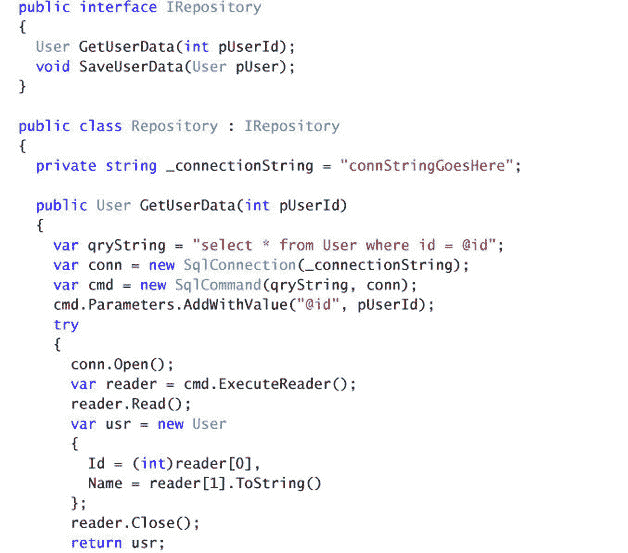 public interface IRepository
{
  User GetUserData(int pUserId);
  void SaveUserData(User pUser);
}

public class Repository : IRepository
{
  private string _connectionString = "connStringGoesHere";

  public User GetUserData(int pUserId)
  {
    var qryString = "select * from User where id = @id";
    var conn = new SqlConnection(_connectionString);
    var cmd = new SqlCommand(qryString, conn);
    cmd.Parameters.AddWithValue("@id", pUserId);
    try
    {
      conn.Open();
      var reader = cmd.ExecuteReader();
      reader.Read();
      var usr = new User
      {
        Id = (int)reader[0],
        Name = reader[1].ToString()
      };
      reader.Close();
      return usr;